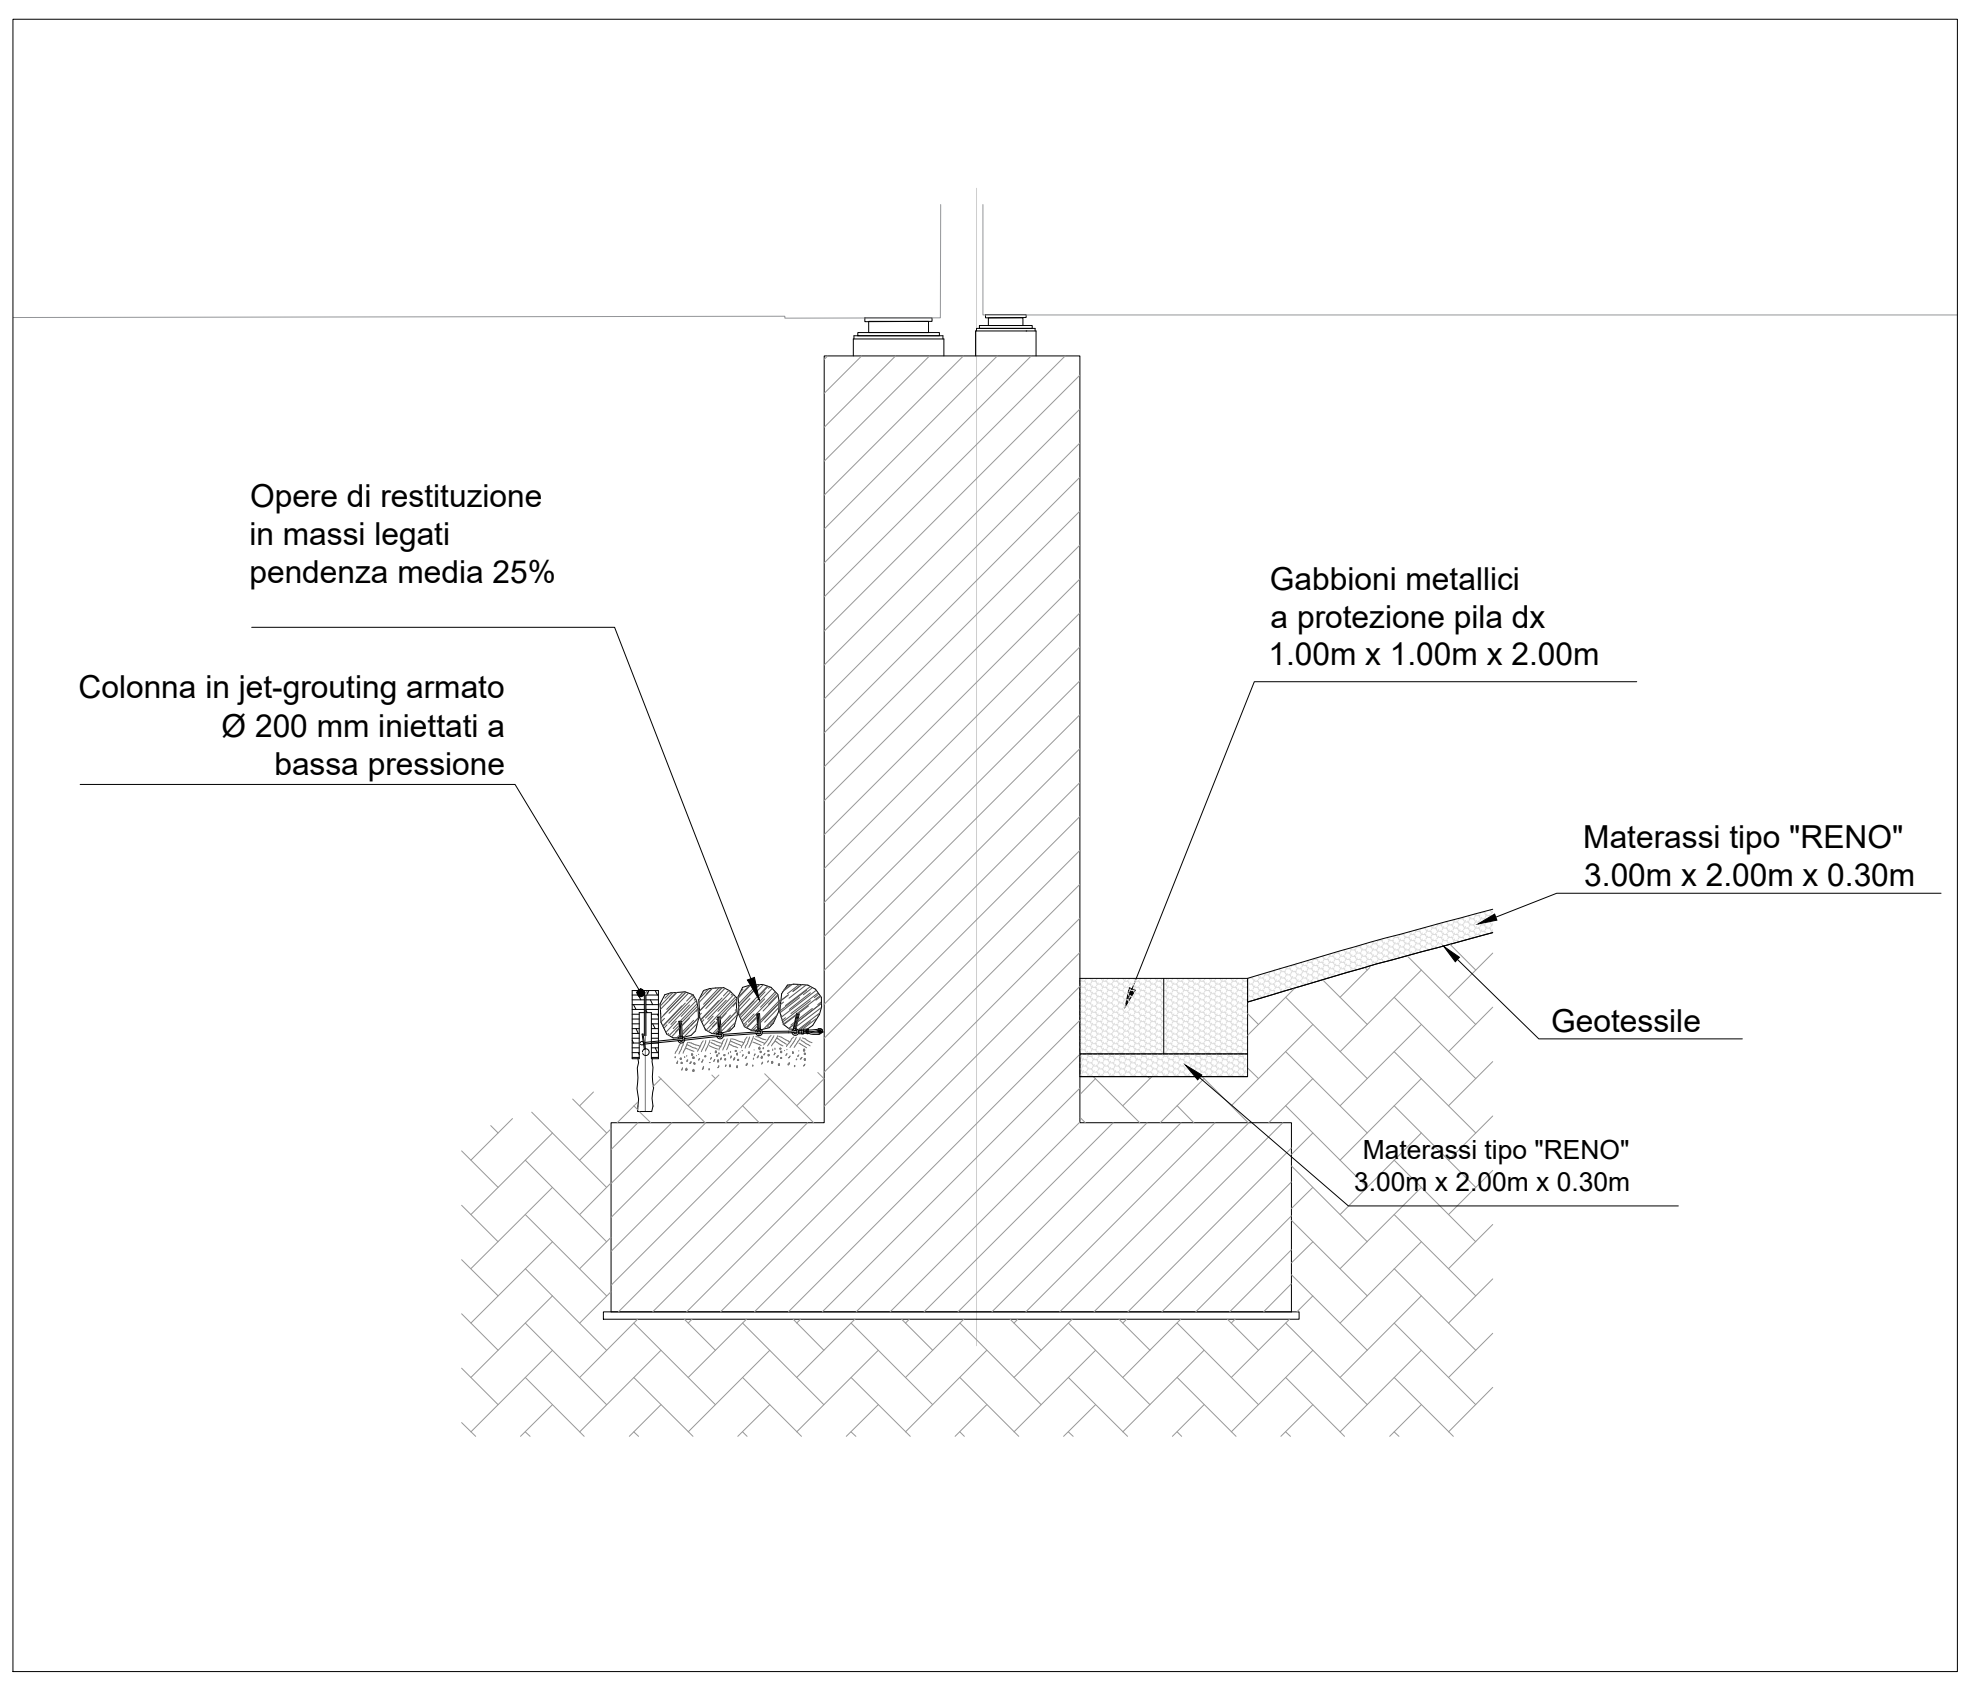 Opere di restituzione
in massi legati
pendenza media 25%
Colonna in jet-grouting armato
Ø 200 mm iniettati a
bassa pressione
Gabbioni metallici
a protezione pila dx
1.00m x 1.00m x 2.00m
Materassi tipo "RENO"
3.00m x 2.00m x 0.30m
Geotessile
Materassi tipo "RENO"
3.00m x 2.00m x 0.30m